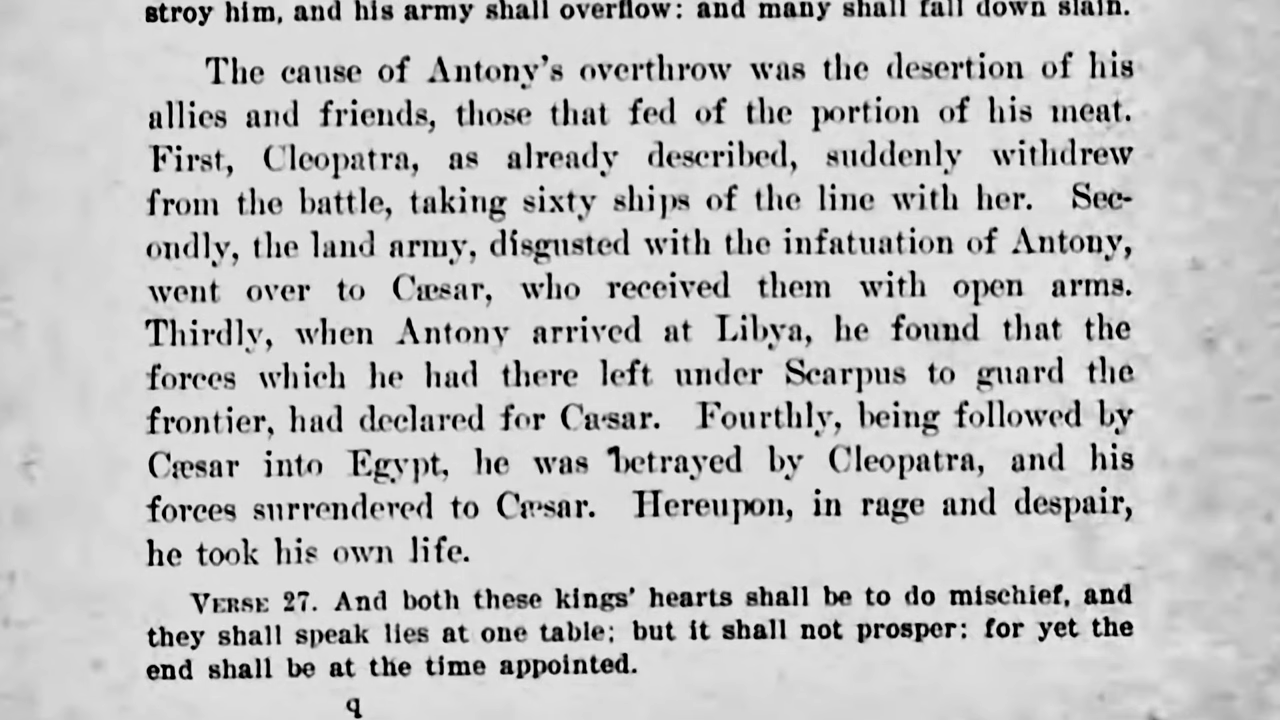 stroy him, and his army shall overflow: and many shall fall down slain.
The cause of Antony's overthrow was the desertion of his
allies and friends, those that fed of the portion of his meat.
First, Cleopatra, as already described, suddenly withdrew
from the battle, taking sixty ships of the line with her. Sec-
ondly, the land army, disgusted with the infatuation of Antony,
went over to Cæsar, who received them with open arms.
Thirdly, when Antony arrived at Libya, he found that the
forces which he had there left under Scarpus to guard the
frontier, had declared for Cæsar. Fourthly, being followed by
Cæsar into Egypt, he was betrayed by Cleopatra, and his
forces surrendered to Cæsar. Hereupon, in rage and despair,
he took his own life.
VERSE 27. And both these kings' hearts shall be to do mischief, and
they shall speak lies at one table; but it shall not prosper: for yet the
end shall be at the time appointed.
q